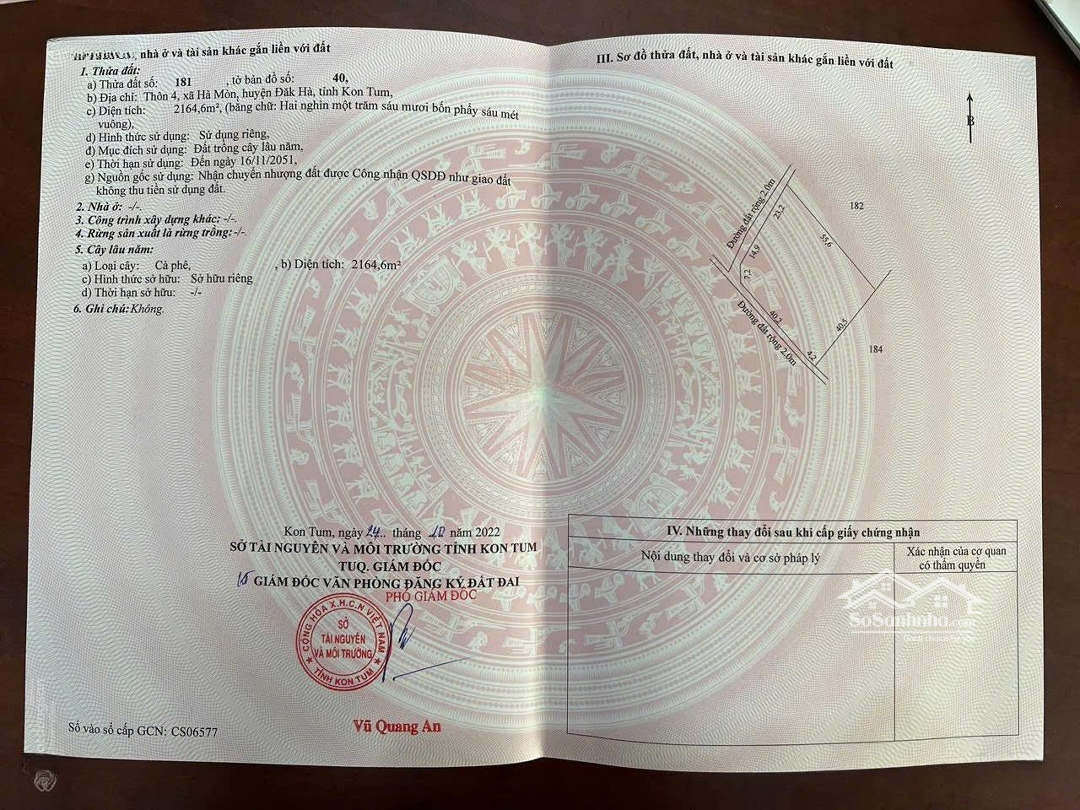 nhà ở và tài sản khác gắn liền với đất
1. Thửa đất:
a) Thửa đất số: 181 , tờ bản đồ số: 40,
b) Địa chỉ: Thôn 4, xã Hà Mòn, huyện Đăk Hà, tỉnh Kon Tum,
c) Diện tích: 2164,6m², (bằng chữ: Hai nghìn một trăm sáu mươi bốn phẩy sáu mét
vuông),
d) Hình thức sử dụng: Sử dụng riêng,
đ) Mục đích sử dụng: Đất trồng cây lâu năm,
e) Thời hạn sử dụng: Đến ngày 16/11/2051,
g) Nguồn gốc sử dụng: Nhận chuyển nhượng đất được Công nhận QSDĐ như giao đất
không thu tiền sử dụng đất.
2. Nhà ở: -/-.
3. Công trình xây dựng khác: -/-.
4. Rừng sản xuất là rừng trồng: -/-.
5. Cây lâu năm:
a) Loại cây: Cà phê, , b) Diện tích: 2164,6m²
c) Hình thức sở hữu: Sở hữu riêng
d) Thời hạn sở hữu: -/-
6. Ghi chú: Không.
Kon Tum, ngày 24.. tháng 10 năm 2022
SỞ TÀI NGUYÊN VÀ MÔI TRƯỜNG TỈNH KON TUM
TUQ. GIÁM ĐỐC
GIÁM ĐỐC VĂN PHÒNG ĐĂNG KÝ ĐẤT ĐAI
PHÓ GIÁM ĐỐC
CỘNG HÒA X.H.C.N VIỆT NAM
SỞ
TÀI NGUYÊN
VÀ MÔI TRƯỜNG
★ TỈNH KON TUM ★
Vũ Quang An
Số vào sổ cấp GCN: CS06577
III. Sơ đồ thửa đất, nhà ở và tài sản khác gắn liền với đất
B
Đường đất rộng 2.0m
23,2
182
55,6
14,9
7,2
40,2
Đường đất rộng 2.0m
4,2
40,5
184
IV. Những thay đổi sau khi cấp giấy chứng nhận
Nội dung thay đổi và cơ sở pháp lý
Xác nhận của cơ quan
có thẩm quyền
SoSanhnha.com